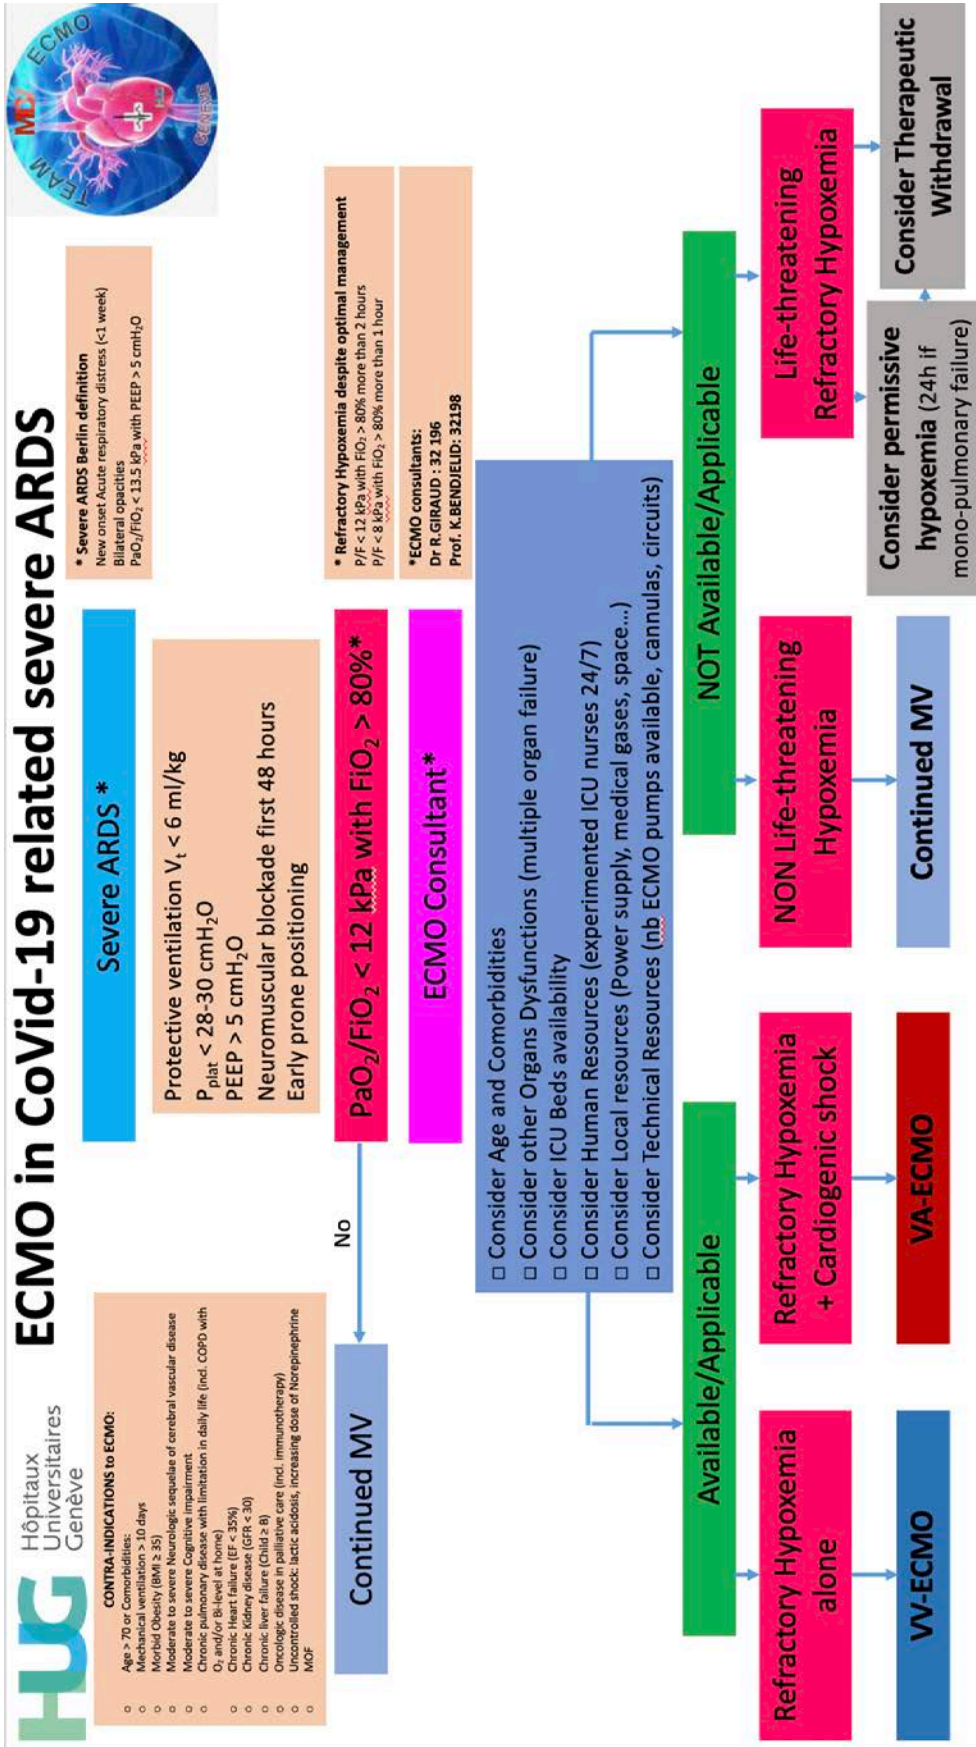 HUG
Hôpitaux
Universitaires
Genève
ECMO in CoVid-19 related severe ARDS
TEAM MCV ECMO
HUG
GENEVE
CONTRA-INDICATIONS to ECMO:
○ Age > 70 or Comorbidities:
○ Mechanical ventilation > 10 days
○ Morbid Obesity (BMI ≥ 35)
○ Moderate to severe Neurologic sequelae of cerebral vascular disease
○ Moderate to severe Cognitive impairment
○ Chronic pulmonary disease with limitation in daily life (incl. COPD with
O₂ and/or Bi-level at home)
○ Chronic Heart failure (EF < 35%)
○ Chronic Kidney disease (GFR < 30)
○ Chronic liver failure (Child ≥ B)
○ Oncologic disease in palliative care (incl. immunotherapy)
○ Uncontrolled shock: lactic acidosis, increasing dose of Norepinephrine
○ MOF
Severe ARDS *
* Severe ARDS Berlin definition
New onset Acute respiratory distress (<1 week)
Bilateral opacities
PaO₂/FiO₂ < 13.5 kPa with PEEP > 5 cmH₂O
Protective ventilation Vₜ < 6 ml/kg
Pplat < 28-30 cmH₂O
PEEP > 5 cmH₂O
Neuromuscular blockade first 48 hours
Early prone positioning
Continued MV
No
PaO₂/FiO₂ < 12 kPa with FiO₂ > 80%*
* Refractory Hypoxemia despite optimal management
P/F < 12 kPa with FiO₂ > 80% more than 2 hours
P/F < 8 kPa with FiO₂ > 80% more than 1 hour
ECMO Consultant*
*ECMO consultants:
Dr R.GIRAUD : 32 196
Prof. K.BENDJELID: 32198
□ Consider Age and Comorbidities
□ Consider other Organs Dysfunctions (multiple organ failure)
□ Consider ICU Beds availability
□ Consider Human Resources (experimented ICU nurses 24/7)
□ Consider Local resources (Power supply, medical gases, space...)
□ Consider Technical Resources (nb ECMO pumps available, cannulas, circuits)
Available/Applicable
NOT Available/Applicable
Refractory Hypoxemia
alone
Refractory Hypoxemia
+ Cardiogenic shock
NON Life-threatening
Hypoxemia
Life-threatening
Refractory Hypoxemia
VV-ECMO
VA-ECMO
Continued MV
Consider permissive
hypoxemia (24h if
mono-pulmonary failure)
Consider Therapeutic
Withdrawal